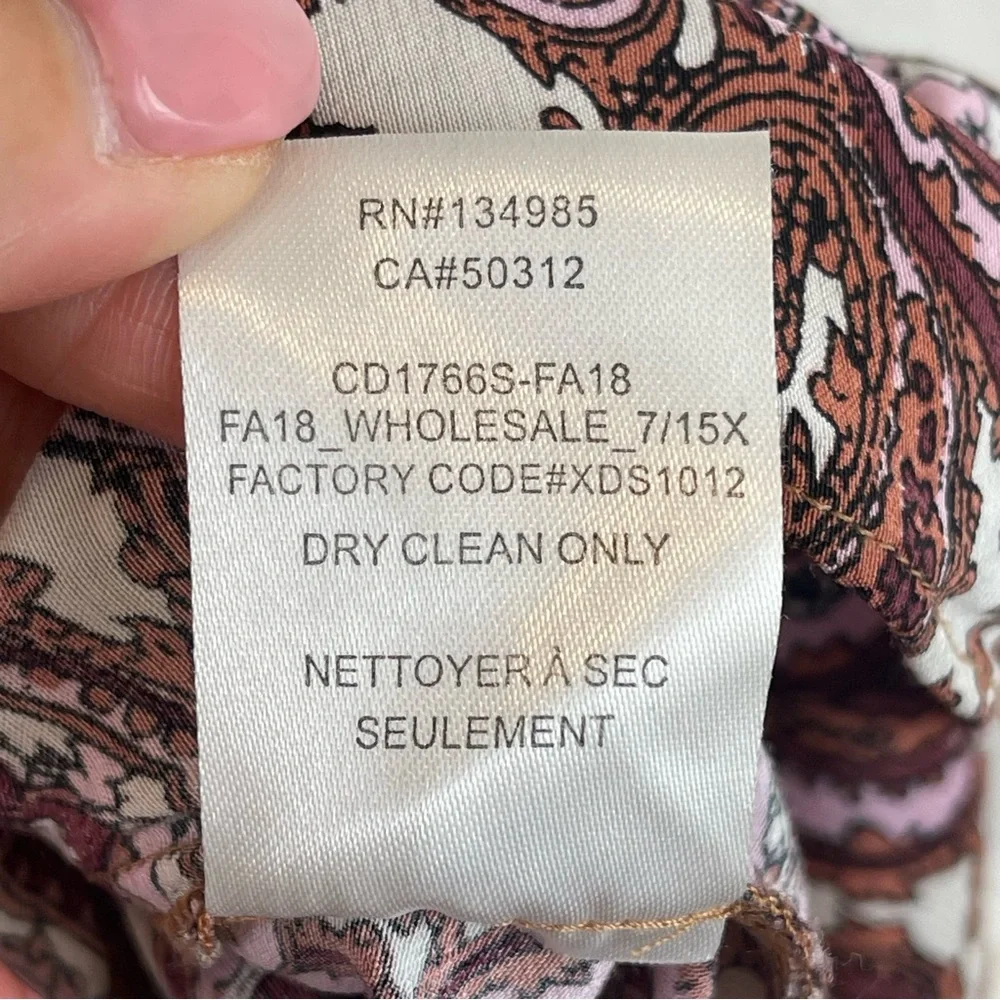 RN#134985
CA#50312
CD1766S-FA18
FA18_WHOLESALE_7/15X
FACTORY CODE#XDS1012
DRY CLEAN ONLY
NETTOYER À SEC
SEULEMENT